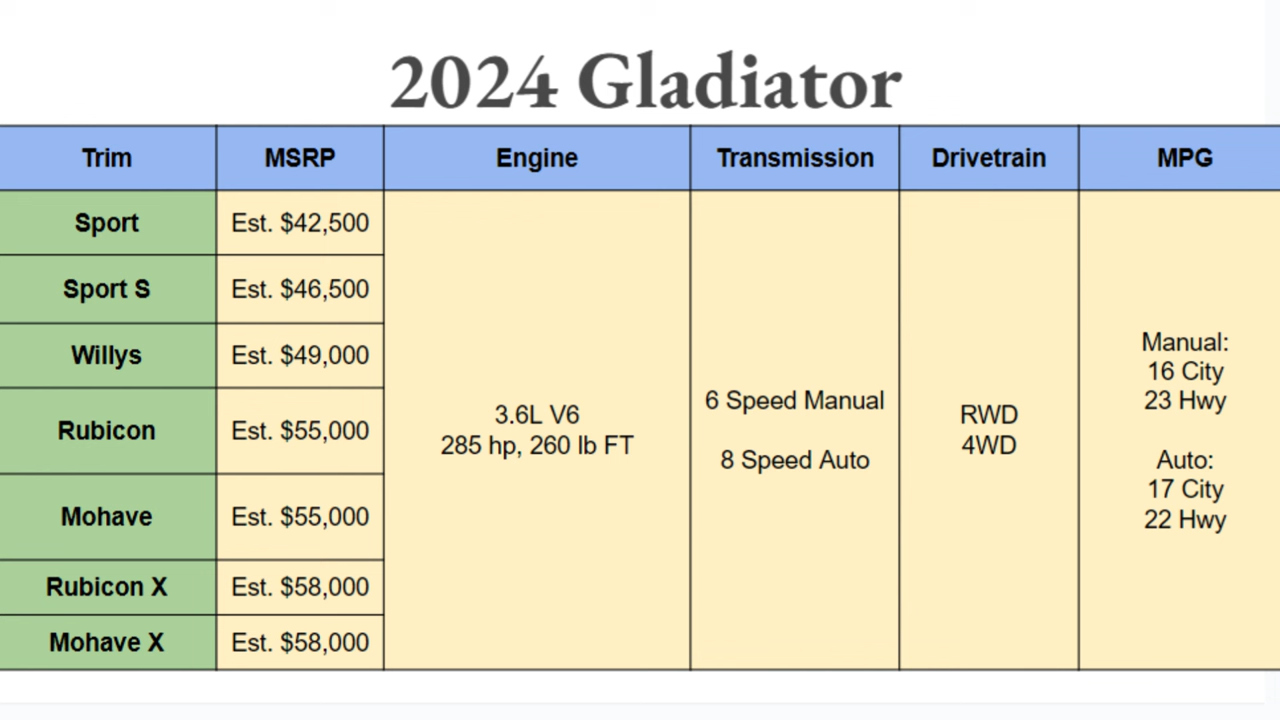 2024 Gladiator
Trim MSRP Engine Transmission Drivetrain MPG
Sport Est. $42,500
Sport S Est. $46,500
Willys Est. $49,000
Rubicon Est. $55,000
Mohave Est. $55,000
Rubicon X Est. $58,000
Mohave X Est. $58,000
3.6L V6
285 hp, 260 lb FT
6 Speed Manual
8 Speed Auto
RWD
4WD
Manual:
16 City
23 Hwy
Auto:
17 City
22 Hwy